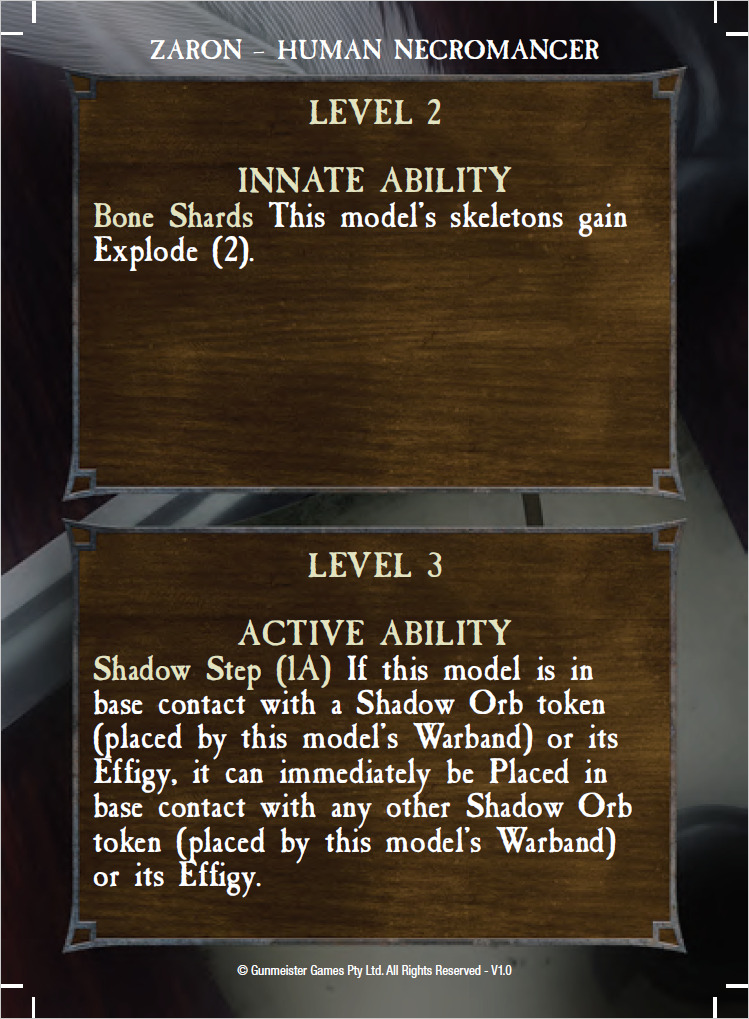 ZARON – HUMAN NECROMANCER
LEVEL 2
INNATE ABILITY
Bone Shards This model's skeletons gain
Explode (2).
LEVEL 3
ACTIVE ABILITY
Shadow Step (1A) If this model is in
base contact with a Shadow Orb token
(placed by this model's Warband) or its
Effigy, it can immediately be Placed in
base contact with any other Shadow Orb
token (placed by this model's Warband)
or its Effigy.
© Gunmeister Games Pty Ltd. All Rights Reserved - V1.0